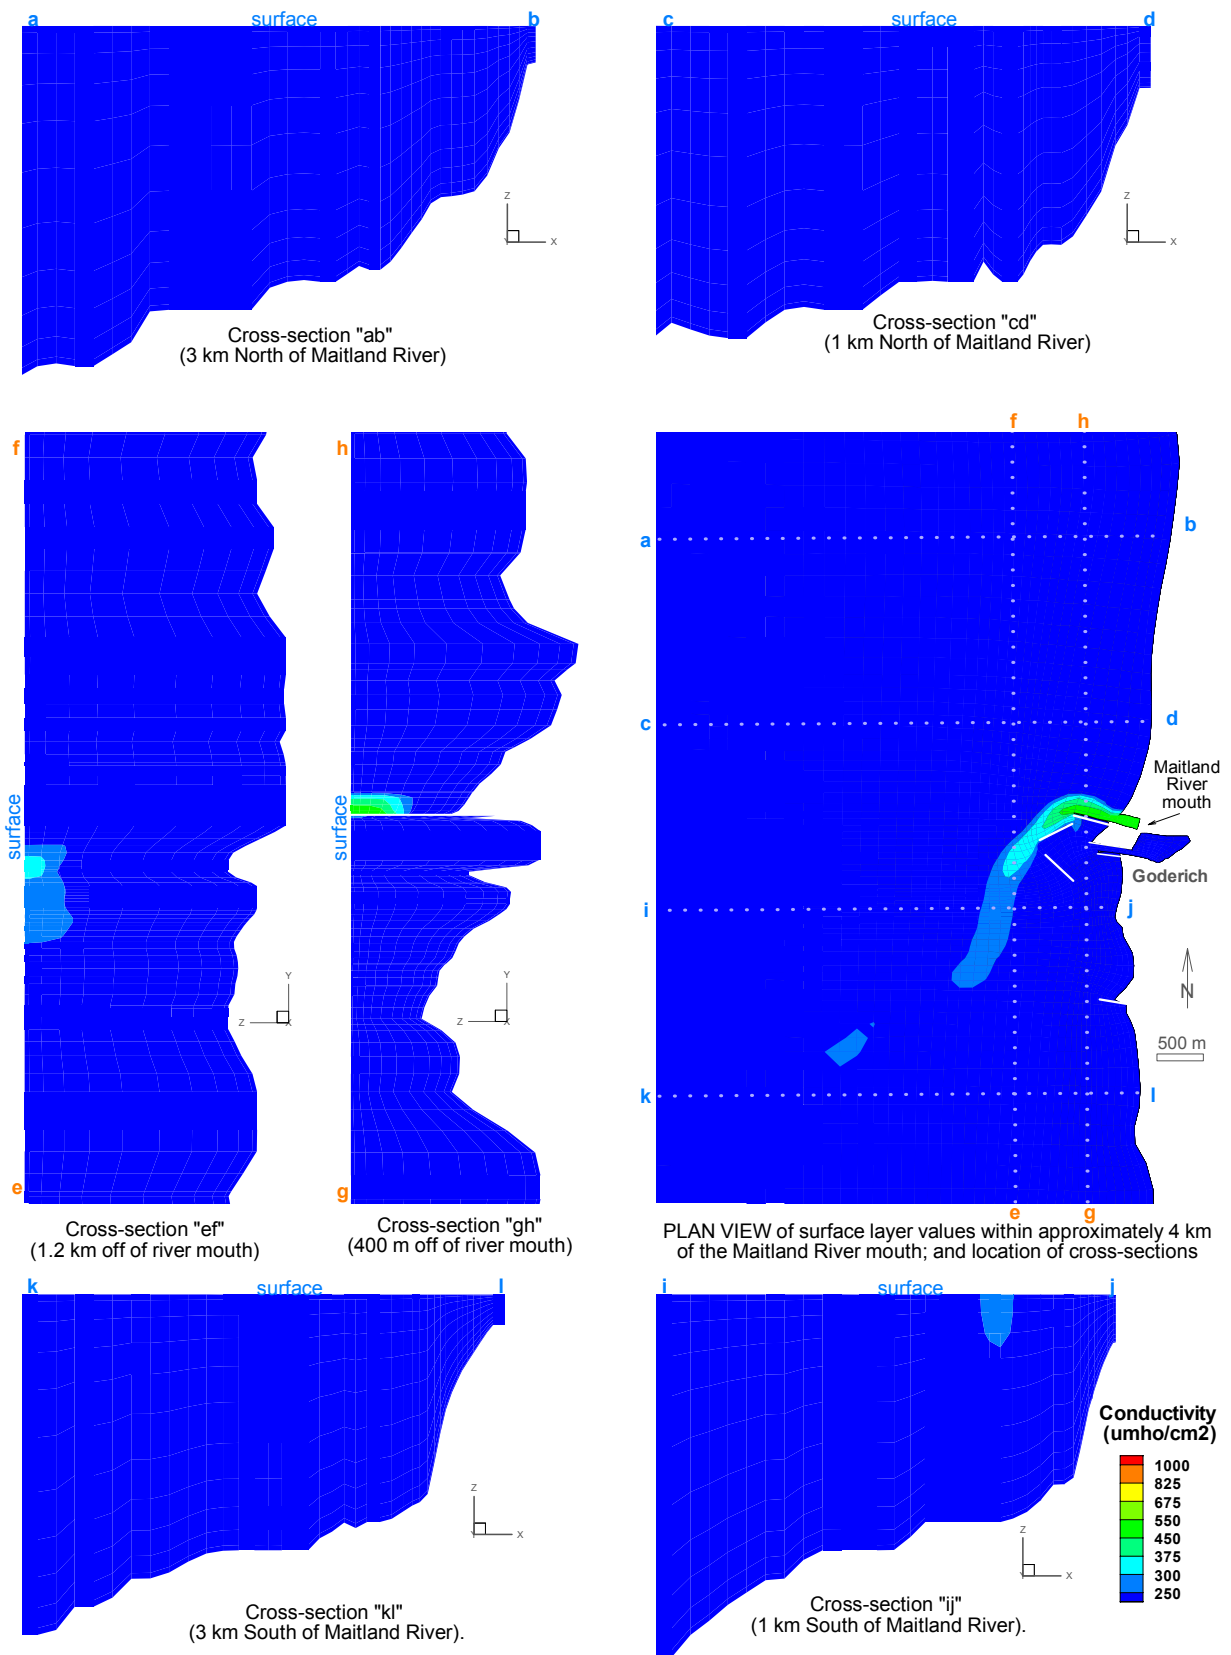 a surface b
c surface d
Z
X
Y
Z
X
Y
Cross-section "ab"
(3 km North of Maitland River)
Cross-section "cd"
(1 km North of Maitland River)
f
h
f h
surface
surface
a
b
c
d
Maitland
River
mouth
Goderich
i
j
N
500 m
k
l
Y
Z
X
Y
Z
X
e
g
e g
Cross-section "ef"
(1.2 km off of river mouth)
Cross-section "gh"
(400 m off of river mouth)
PLAN VIEW of surface layer values within approximately 4 km
of the Maitland River mouth; and location of cross-sections
k surface l
i surface j
Z
X
Y
Z
X
Y
Cross-section "kl"
(3 km South of Maitland River).
Cross-section "ij"
(1 km South of Maitland River).
Conductivity
(umho/cm2)
1000
825
675
550
450
375
300
250